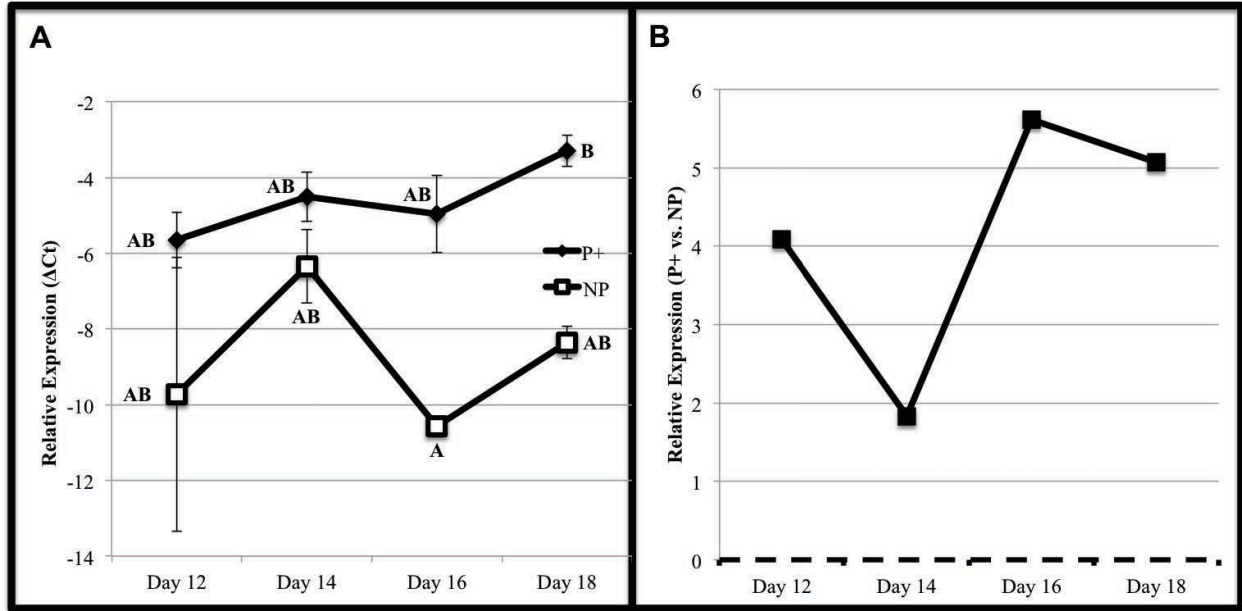 A
Relative Expression (ΔCt)
-2
-4
-6
-8
-10
-12
-14
AB
AB
AB
B
AB
AB
A
AB
P+
NP
Day 12
Day 14
Day 16
Day 18
B
Relative Expression (P+ vs. NP)
6
5
4
3
2
1
0
Day 12
Day 14
Day 16
Day 18